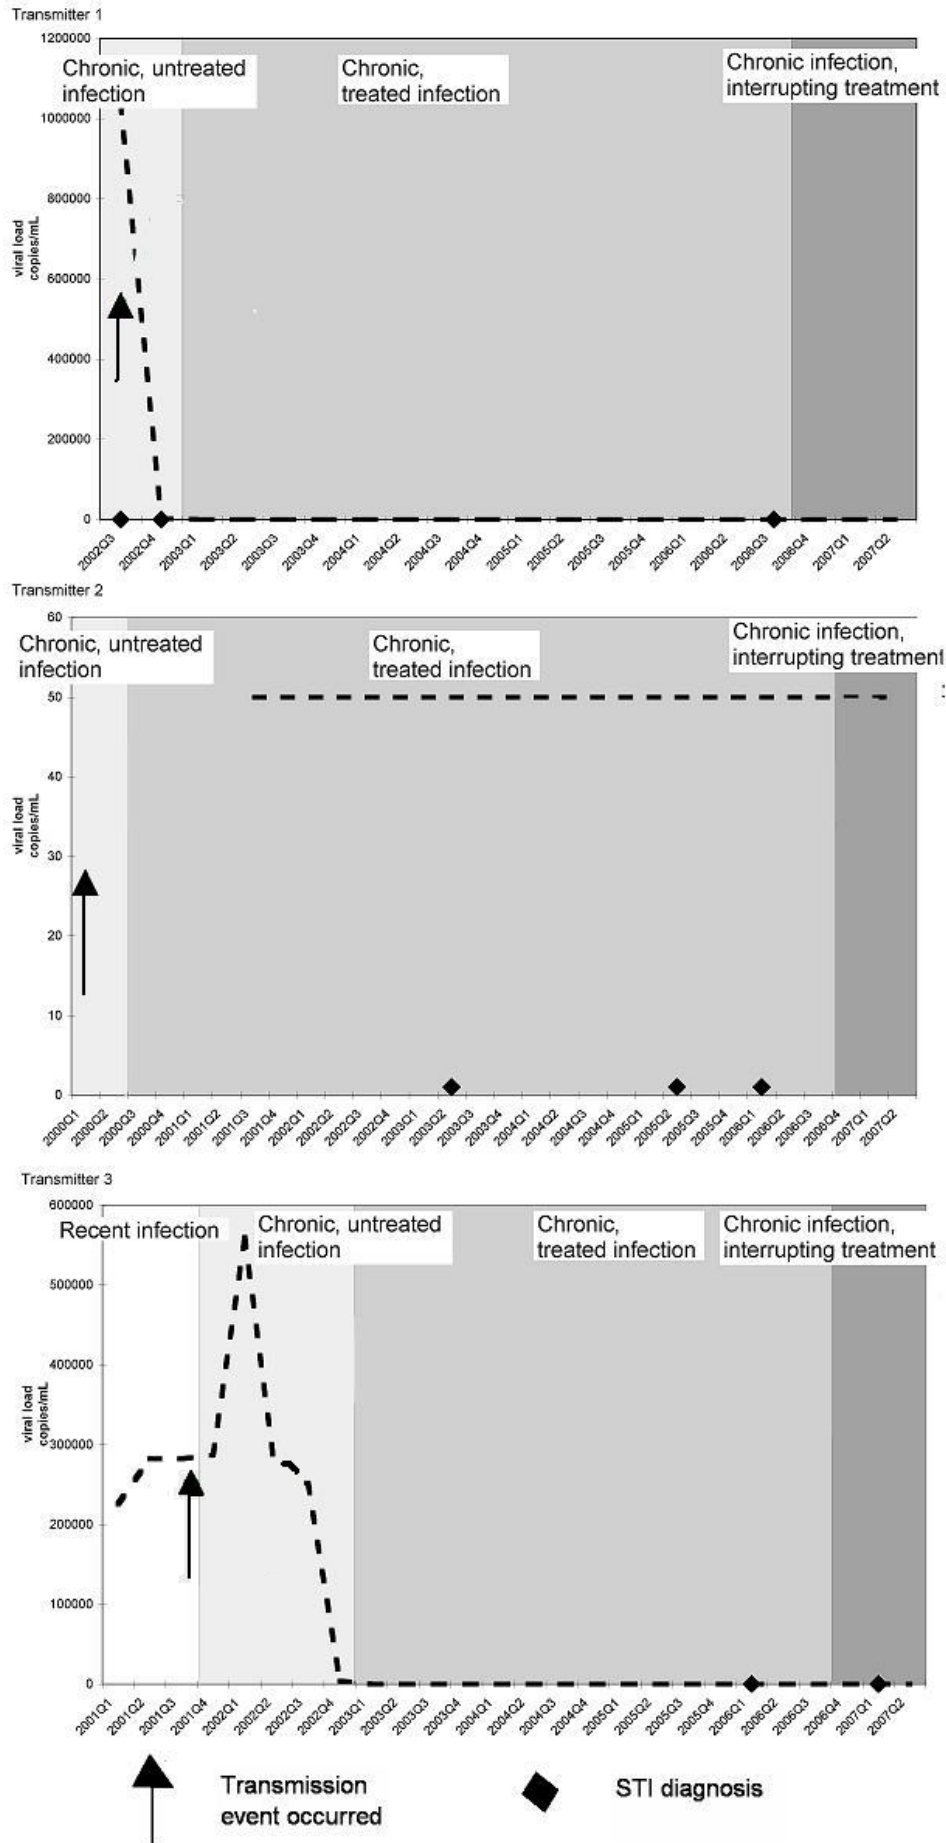 Transmitter 1
1200000
Chronic, untreated
infection
Chronic,
treated infection
Chronic infection,
interrupting treatment
1000000
800000
viral load
copies/mL
600000
400000
200000
0
2002Q3 2002Q4 2003Q1 2003Q2 2003Q3 2003Q4 2004Q1 2004Q2 2004Q3 2004Q4 2005Q1 2005Q2 2005Q3 2005Q4 2006Q1 2006Q2 2006Q3 2006Q4 2007Q1 2007Q2
Transmitter 2
60
Chronic, untreated
infection
Chronic,
treated infection
Chronic infection,
interrupting treatment
50
40
viral load
copies/mL
30
20
10
0
2000Q1 2000Q2 2000Q3 2000Q4 2001Q1 2001Q2 2001Q3 2001Q4 2002Q1 2002Q2 2002Q3 2002Q4 2003Q1 2003Q2 2003Q3 2003Q4 2004Q1 2004Q2 2004Q3 2004Q4 2005Q1 2005Q2 2005Q3 2005Q4 2006Q1 2006Q2 2006Q3 2006Q4 2007Q1 2007Q2
Transmitter 3
600000
Recent infection
Chronic, untreated
infection
Chronic,
treated infection
Chronic infection,
interrupting treatment
500000
400000
viral load
copies/mL
300000
200000
100000
0
2001Q1 2001Q2 2001Q3 2001Q4 2002Q1 2002Q2 2002Q3 2002Q4 2003Q1 2003Q2 2003Q3 2003Q4 2004Q1 2004Q2 2004Q3 2004Q4 2005Q1 2005Q2 2005Q3 2005Q4 2006Q1 2006Q2 2006Q3 2006Q4 2007Q1 2007Q2
Transmission
event occurred
STI diagnosis